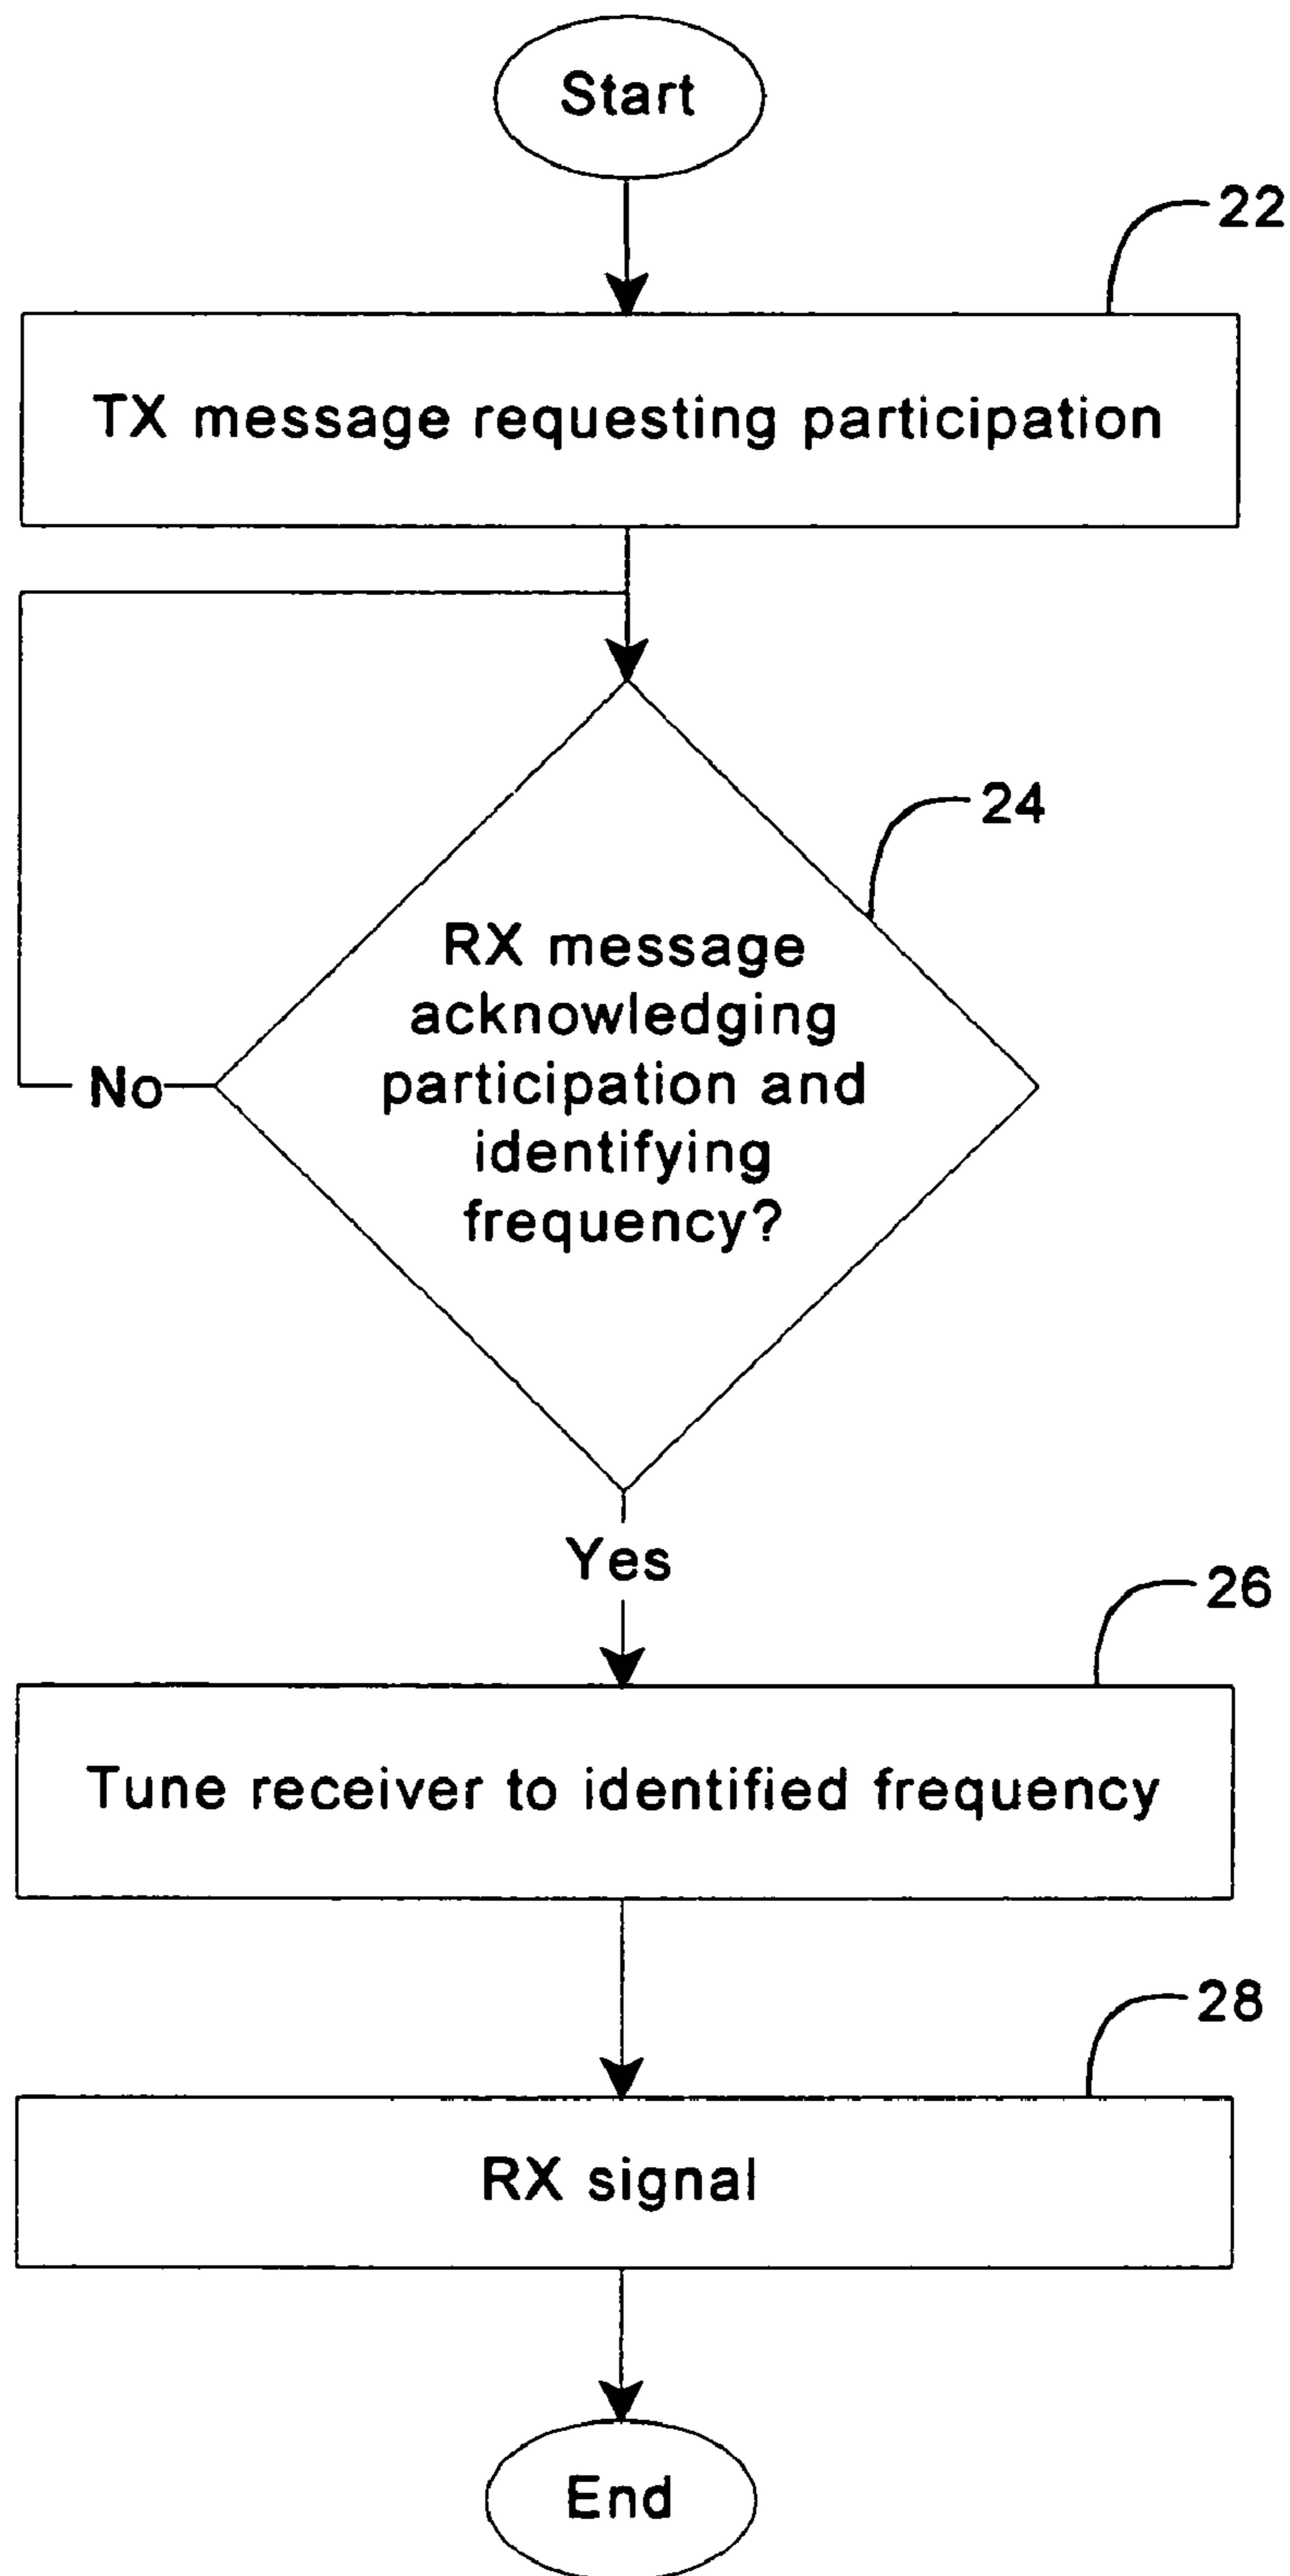 Start
22
TX message requesting participation
24
RX message
acknowledging
participation and
identifying
frequency?
No
Yes
26
Tune receiver to identified frequency
28
RX signal
End